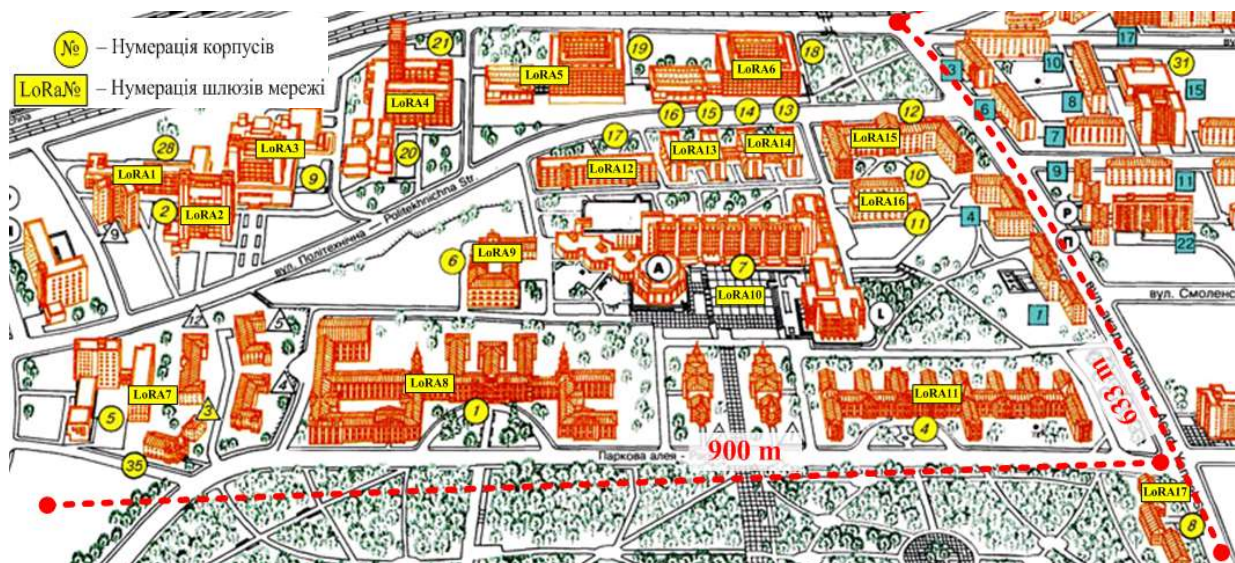 № – Нумерація корпусів
LoRa№ – Нумерація шлюзів мережі
21
19
18
17
31
LoRA5
LoRA6
3
10
8
15
LoRA4
6
7
16
15
14
13
12
17
28
LoRA3
20
LoRA13
LoRA14
LoRA15
LoRA1
9
LoRA12
10
9
11
2
LoRA2
9
LoRA16
вул. Політехнічна – Politekhnichna Str.
11
4
Р
22
6
LoRA9
А
7
П
LoRA10
вул. Смоленс
L
1
5
4
LoRA7
LoRA8
LoRA11
633 m
5
3
1
4
35
900 m
Паркова алея -
LoRA17
8